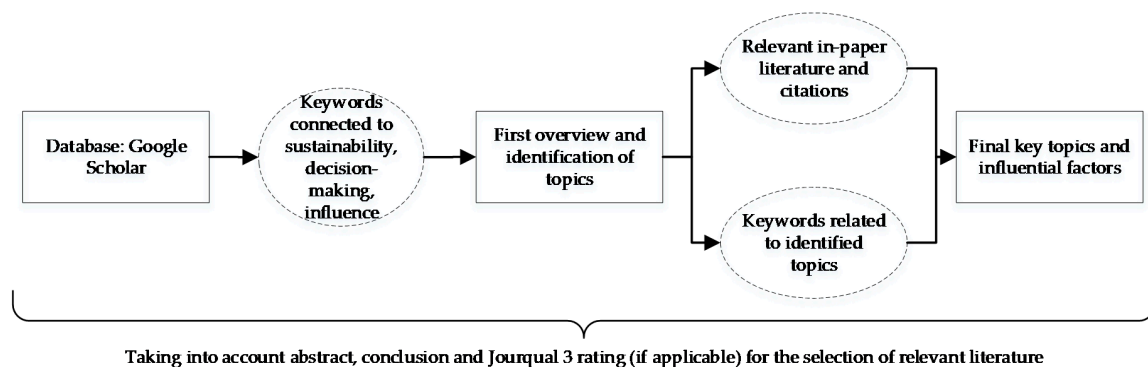 Database: Google
Scholar
Keywords
connected to
sustainability,
decision-
making,
influence
First overview and
identification of
topics
Relevant in-paper
literature and
citations
Keywords related
to identified
topics
Final key topics and
influential factors
Taking into account abstract, conclusion and Jourqual 3 rating (if applicable) for the selection of relevant literature